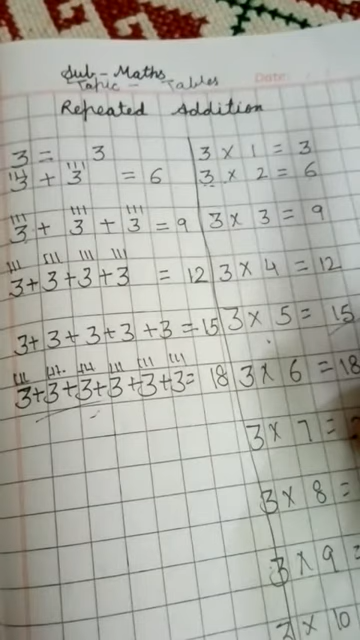 Sub - Maths
Topic - Tables
Date:
Repeated Addition
3 = 3
3 × 1 = 3
3 + 3 = 6
3 × 2 = 6
3 + 3 + 3 = 9
3 × 3 = 9
3+3+3+3 = 12
3 × 4 = 12
3+3+3+3+3=15
3 × 5 = 15
3+3+3+3+3+3= 18
3 × 6 = 18
3 × 7 =
3 × 8 =
3 × 9 =
3 × 10